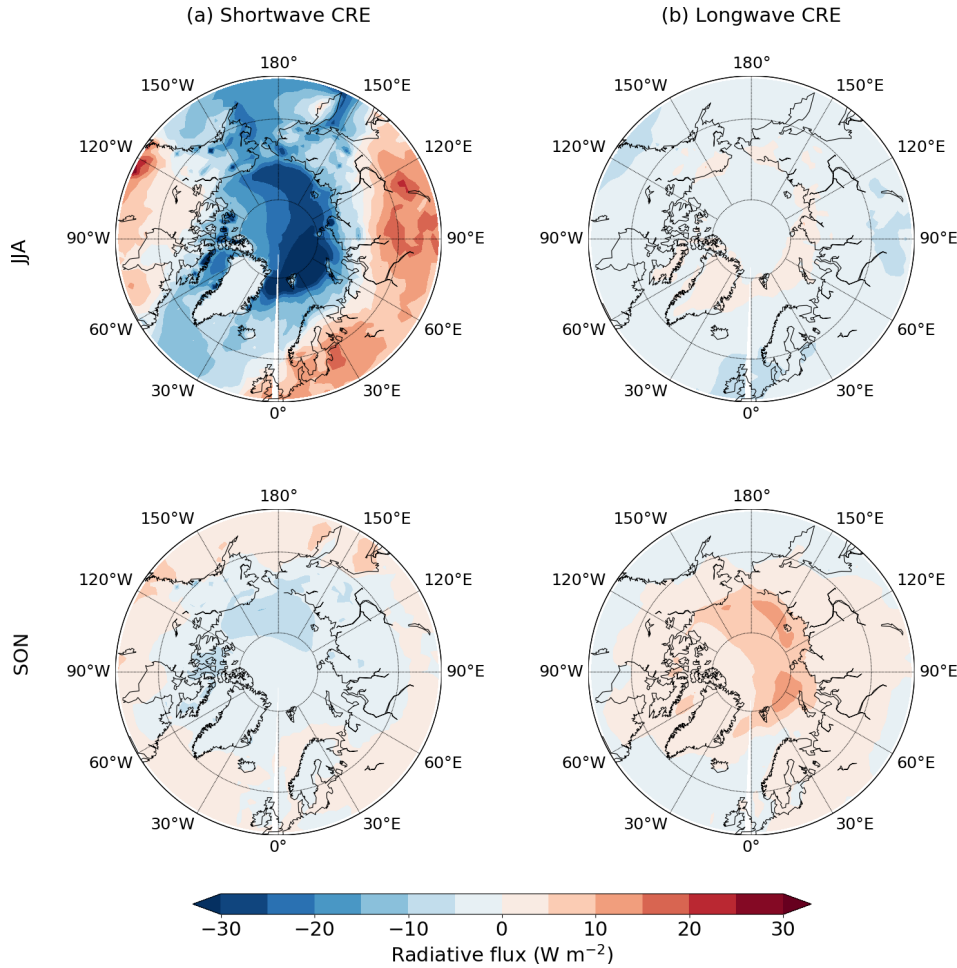 (a) Shortwave CRE
(b) Longwave CRE
JJA
180°
150°W 150°E
120°W 120°E
90°W 90°E
60°W 60°E
30°W 30°E
0°
180°
150°W 150°E
120°W 120°E
90°W 90°E
60°W 60°E
30°W 30°E
0°
SON
180°
150°W 150°E
120°W 120°E
90°W 90°E
60°W 60°E
30°W 30°E
0°
180°
150°W 150°E
120°W 120°E
90°W 90°E
60°W 60°E
30°W 30°E
0°
−30 −20 −10 0 10 20 30
Radiative flux (W m⁻²)